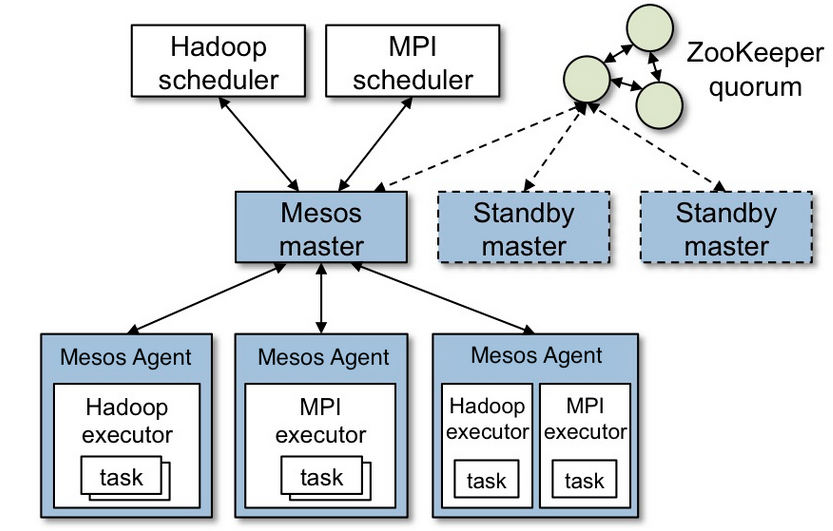 Hadoop
scheduler
MPI
scheduler
ZooKeeper
quorum
Mesos
master
Standby
master
Standby
master
Mesos Agent
Hadoop
executor
task
Mesos Agent
MPI
executor
task
Mesos Agent
Hadoop
executor
task
MPI
executor
task